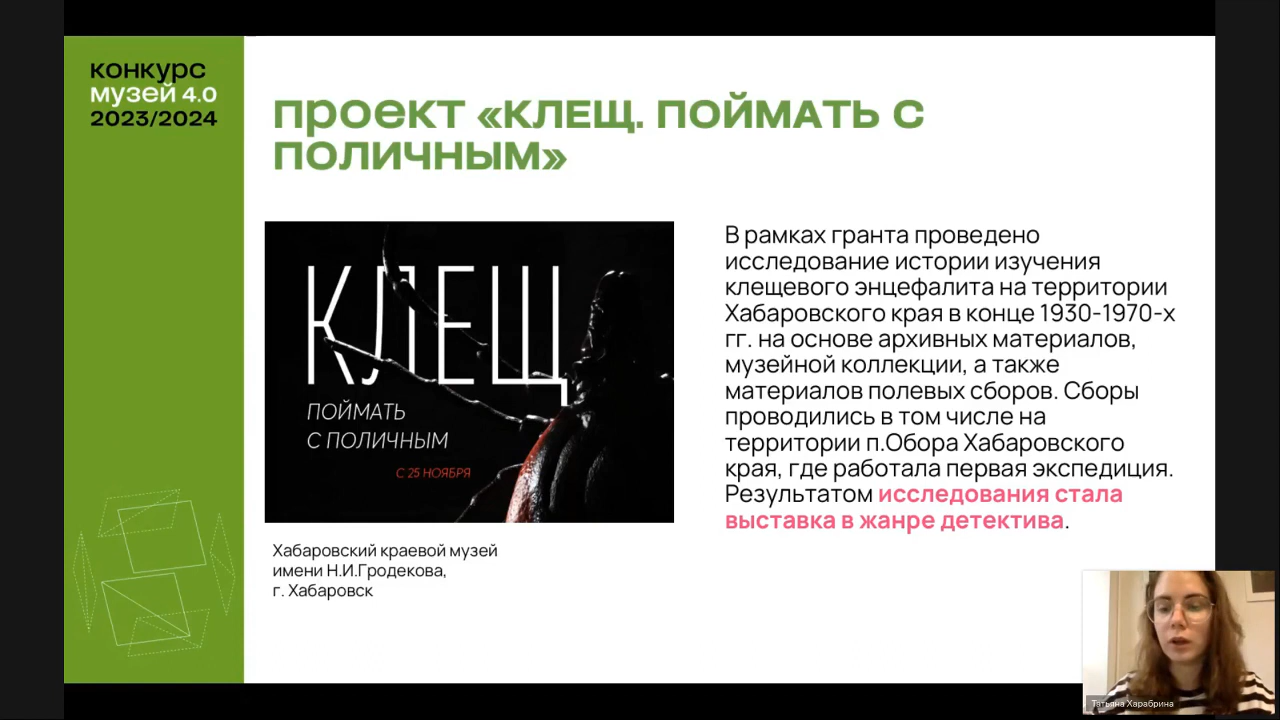 конкурс
музей 4.0
2023/2024
проект «КЛЕЩ. ПОЙМАТЬ С
ПОЛИЧНЫМ»
КЛЕЩ
ПОЙМАТЬ
С ПОЛИЧНЫМ
С 25 НОЯБРЯ
Хабаровский краевой музей
имени Н.И.Гродекова,
г. Хабаровск
В рамках гранта проведено
исследование истории изучения
клещевого энцефалита на территории
Хабаровского края в конце 1930-1970-х
гг. на основе архивных материалов,
музейной коллекции, а также
материалов полевых сборов. Сборы
проводились в том числе на
территории п.Обора Хабаровского
края, где работала первая экспедиция.
Результатом исследования стала
выставка в жанре детектива.
Татьяна Харабрина